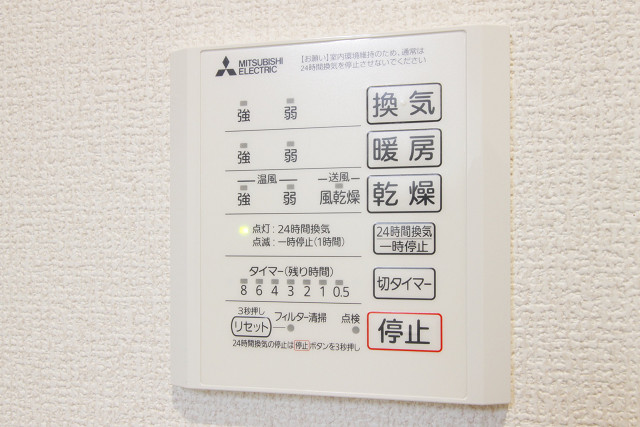 MITSUBISHI
ELECTRIC
【お願い】室内環境維持のため、通常は
24時間換気を停止させないでください
強 弱 換気
強 弱 暖房
温風 送風
強 弱 風乾燥 乾燥
点灯：24時間換気
点滅：一時停止(1時間)
24時間換気
一時停止
タイマー(残り時間)
8 6 4 3 2 1 0.5
切タイマー
3秒押し
リセット フィルター清掃 点検
停止
24時間換気の停止は停止ボタンを3秒押し